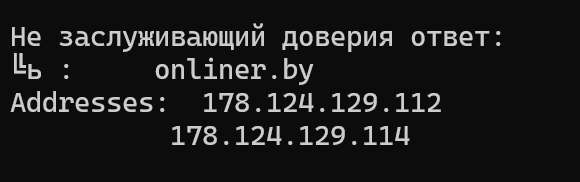 Не заслуживающий доверия ответ:
╚ь :     onliner.by
Addresses:  178.124.129.112
          178.124.129.114